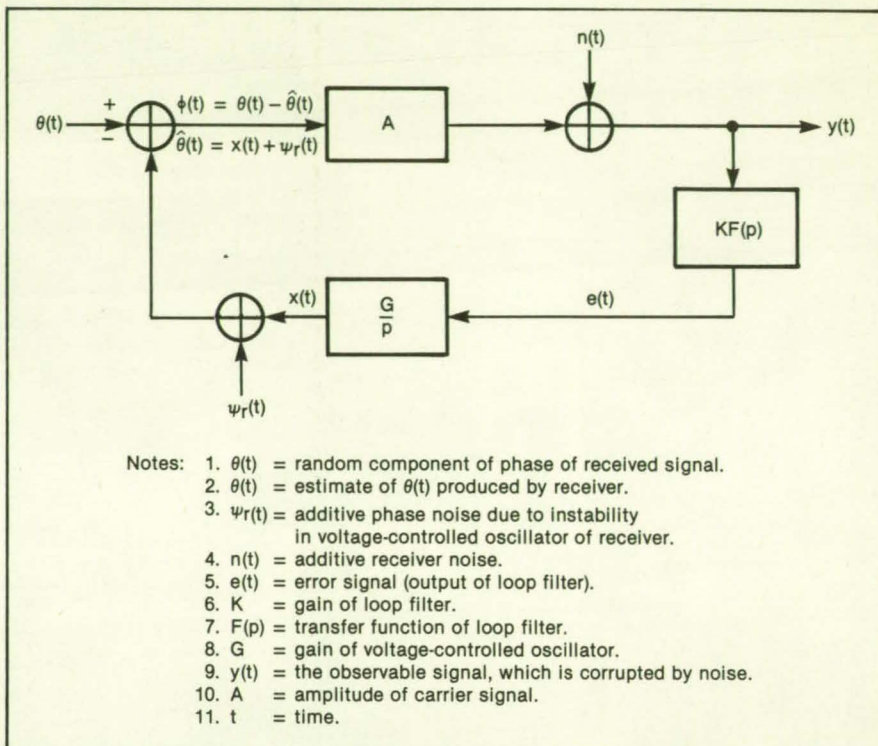 n(t)
+
ϕ(t) = θ(t) – θ̂(t)
θ(t)
–
θ̂(t) = x(t) + ψr(t)
A
y(t)
KF(p)
x(t)
G
p
e(t)
ψr(t)
Notes: 1. θ(t) = random component of phase of received signal.
2. θ(t) = estimate of θ(t) produced by receiver.
3. ψr(t) = additive phase noise due to instability
in voltage-controlled oscillator of receiver.
4. n(t) = additive receiver noise.
5. e(t) = error signal (output of loop filter).
6. K = gain of loop filter.
7. F(p) = transfer function of loop filter.
8. G = gain of voltage-controlled oscillator.
9. y(t) = the observable signal, which is corrupted by noise.
10. A = amplitude of carrier signal.
11. t = time.